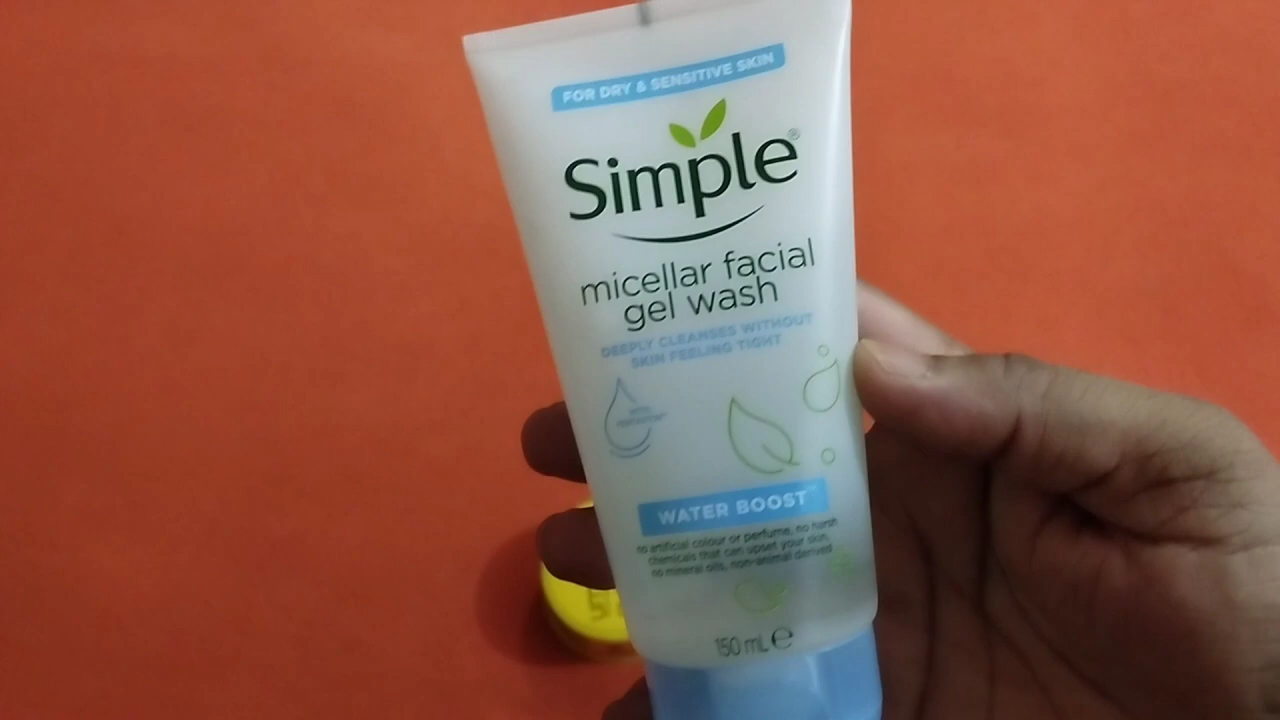 FOR DRY & SENSITIVE SKIN
Simple®
micellar facial
gel wash
DEEPLY CLEANSES WITHOUT
SKIN FEELING TIGHT
WATER BOOST™
no artificial colour or perfume, no harsh
chemicals that can upset your skin,
no mineral oils, non-animal derived
150 mL ℮